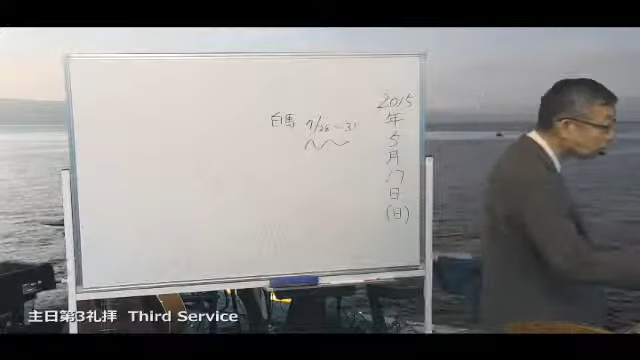 2015
年
5
月
17
日
(日)
白馬 7/28-31
主日第3礼拝 Third Service